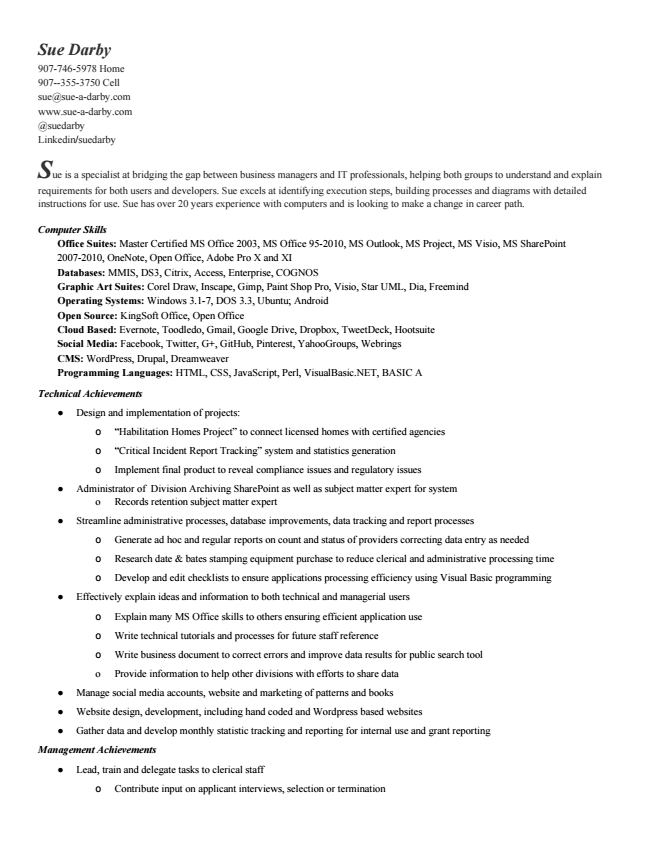 Sue Darby
907-746-5978 Home
907--355-3750 Cell
sue@sue-a-darby.com
www.sue-a-darby.com
@suedarby
Linkedin/suedarby
Sue is a specialist at bridging the gap between business managers and IT professionals, helping both groups to understand and explain
requirements for both users and developers. Sue excels at identifying execution steps, building processes and diagrams with detailed
instructions for use. Sue has over 20 years experience with computers and is looking to make a change in career path.
Computer Skills
Office Suites: Master Certified MS Office 2003, MS Office 95-2010, MS Outlook, MS Project, MS Visio, MS SharePoint
2007-2010, OneNote, Open Office, Adobe Pro X and XI
Databases: MMIS, DS3, Citrix, Access, Enterprise, COGNOS
Graphic Art Suites: Corel Draw, Inscape, Gimp, Paint Shop Pro, Visio, Star UML, Dia, Freemind
Operating Systems: Windows 3.1-7, DOS 3.3, Ubuntu; Android
Open Source: KingSoft Office, Open Office
Cloud Based: Evernote, Toodledo, Gmail, Google Drive, Dropbox, TweetDeck, Hootsuite
Social Media: Facebook, Twitter, G+, GitHub, Pinterest, YahooGroups, Webrings
CMS: WordPress, Drupal, Dreamweaver
Programming Languages: HTML, CSS, JavaScript, Perl, VisualBasic.NET, BASIC A
Technical Achievements
● Design and implementation of projects:
o "Habilitation Homes Project" to connect licensed homes with certified agencies
o "Critical Incident Report Tracking" system and statistics generation
o Implement final product to reveal compliance issues and regulatory issues
● Administrator of Division Archiving SharePoint as well as subject matter expert for system
o Records retention subject matter expert
● Streamline administrative processes, database improvements, data tracking and report processes
o Generate ad hoc and regular reports on count and status of providers correcting data entry as needed
o Research date & bates stamping equipment purchase to reduce clerical and administrative processing time
o Develop and edit checklists to ensure applications processing efficiency using Visual Basic programming
● Effectively explain ideas and information to both technical and managerial users
o Explain many MS Office skills to others ensuring efficient application use
o Write technical tutorials and processes for future staff reference
o Write business document to correct errors and improve data results for public search tool
o Provide information to help other divisions with efforts to share data
● Manage social media accounts, website and marketing of patterns and books
● Website design, development, including hand coded and Wordpress based websites
● Gather data and develop monthly statistic tracking and reporting for internal use and grant reporting
Management Achievements
● Lead, train and delegate tasks to clerical staff
o Contribute input on applicant interviews, selection or termination